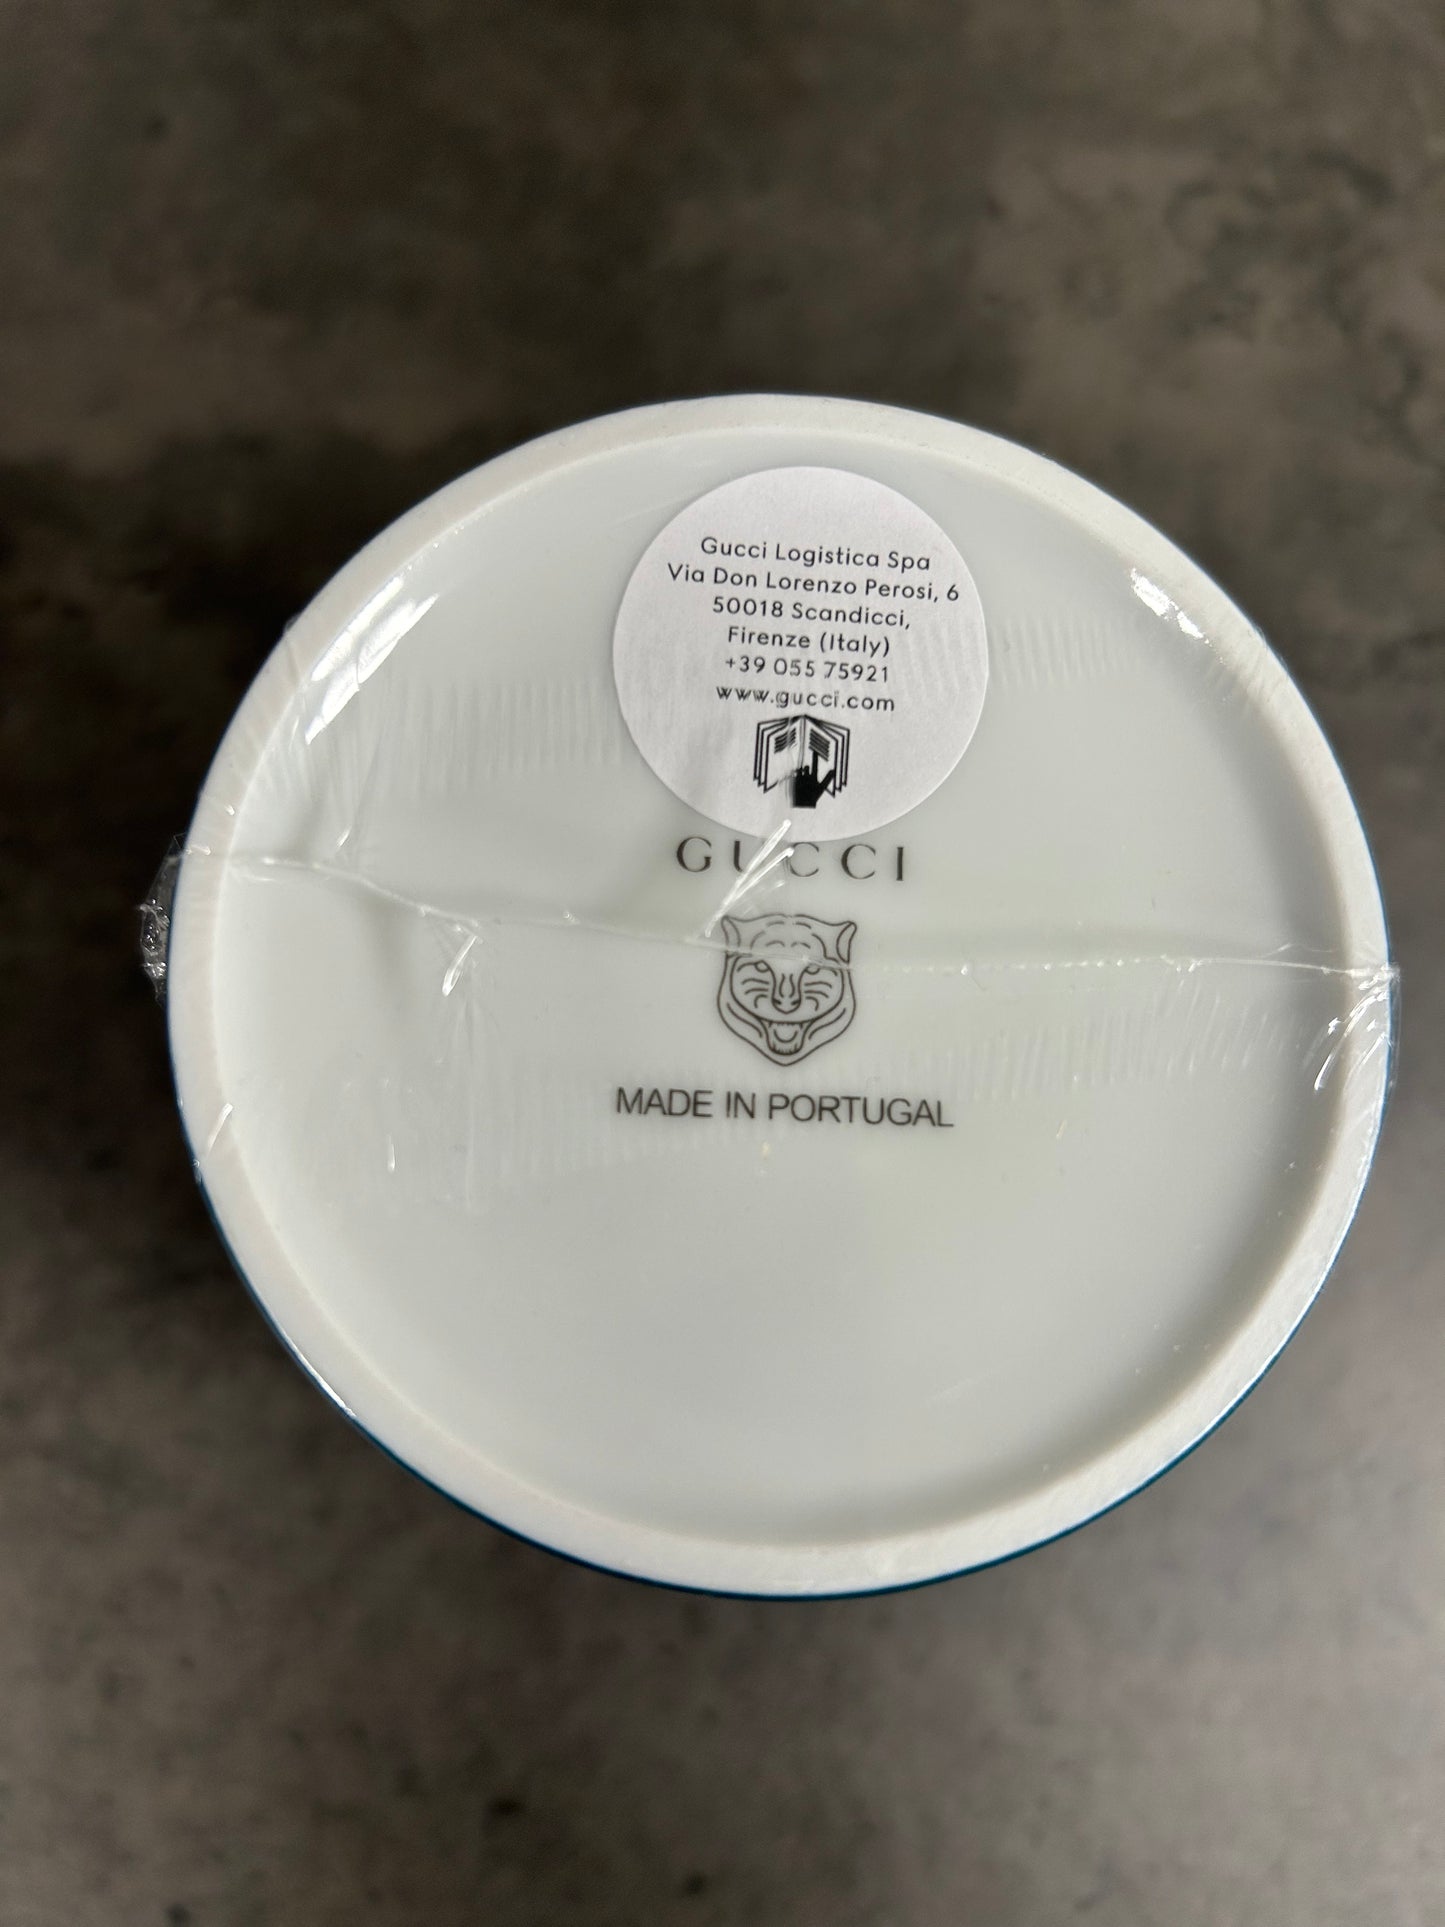 Gucci Logistica Spa
Via Don Lorenzo Perosi, 6
50018 Scandicci,
Firenze (Italy)
+39 055 75921
www.gucci.com
GUCCI
MADE IN PORTUGAL